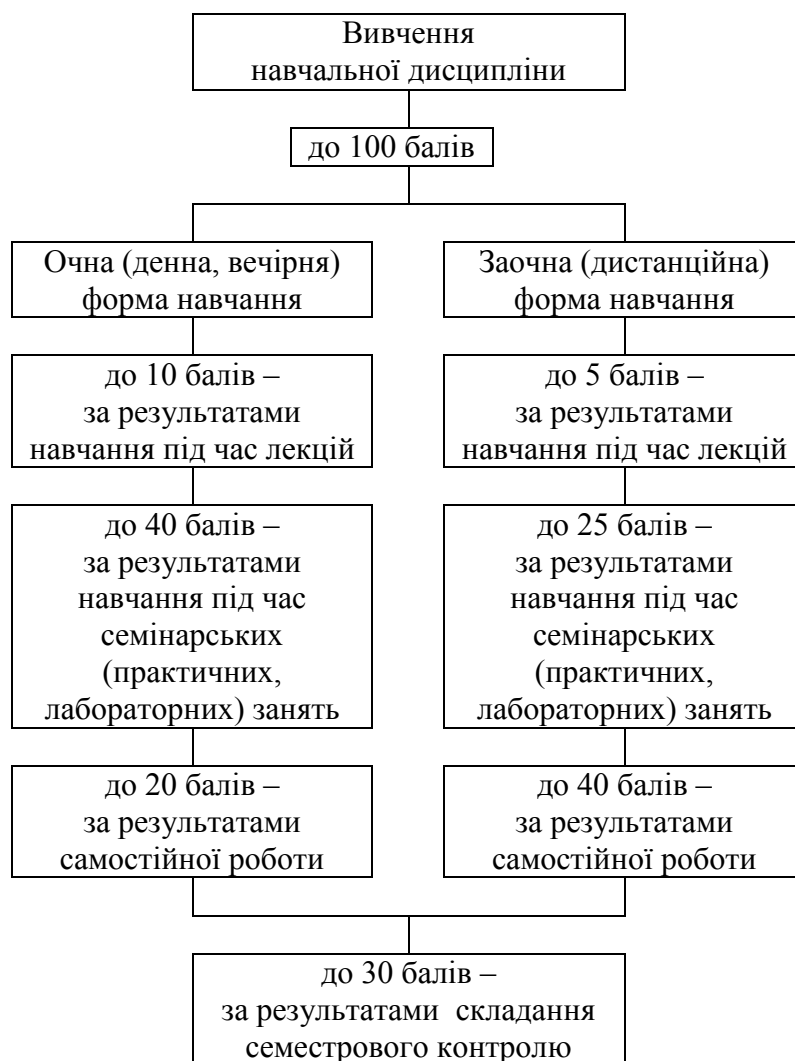 Вивчення
навчальної дисципліни
до 100 балів
Очна (денна, вечірня)
форма навчання
до 10 балів –
за результатами
навчання під час лекцій
до 40 балів –
за результатами
навчання під час
семінарських
(практичних,
лабораторних) занять
до 20 балів –
за результатами
самостійної роботи
Заочна (дистанційна)
форма навчання
до 5 балів –
за результатами
навчання під час лекцій
до 25 балів –
за результатами
навчання під час
семінарських
(практичних,
лабораторних) занять
до 40 балів –
за результатами
самостійної роботи
до 30 балів –
за результатами складання
семестрового контролю